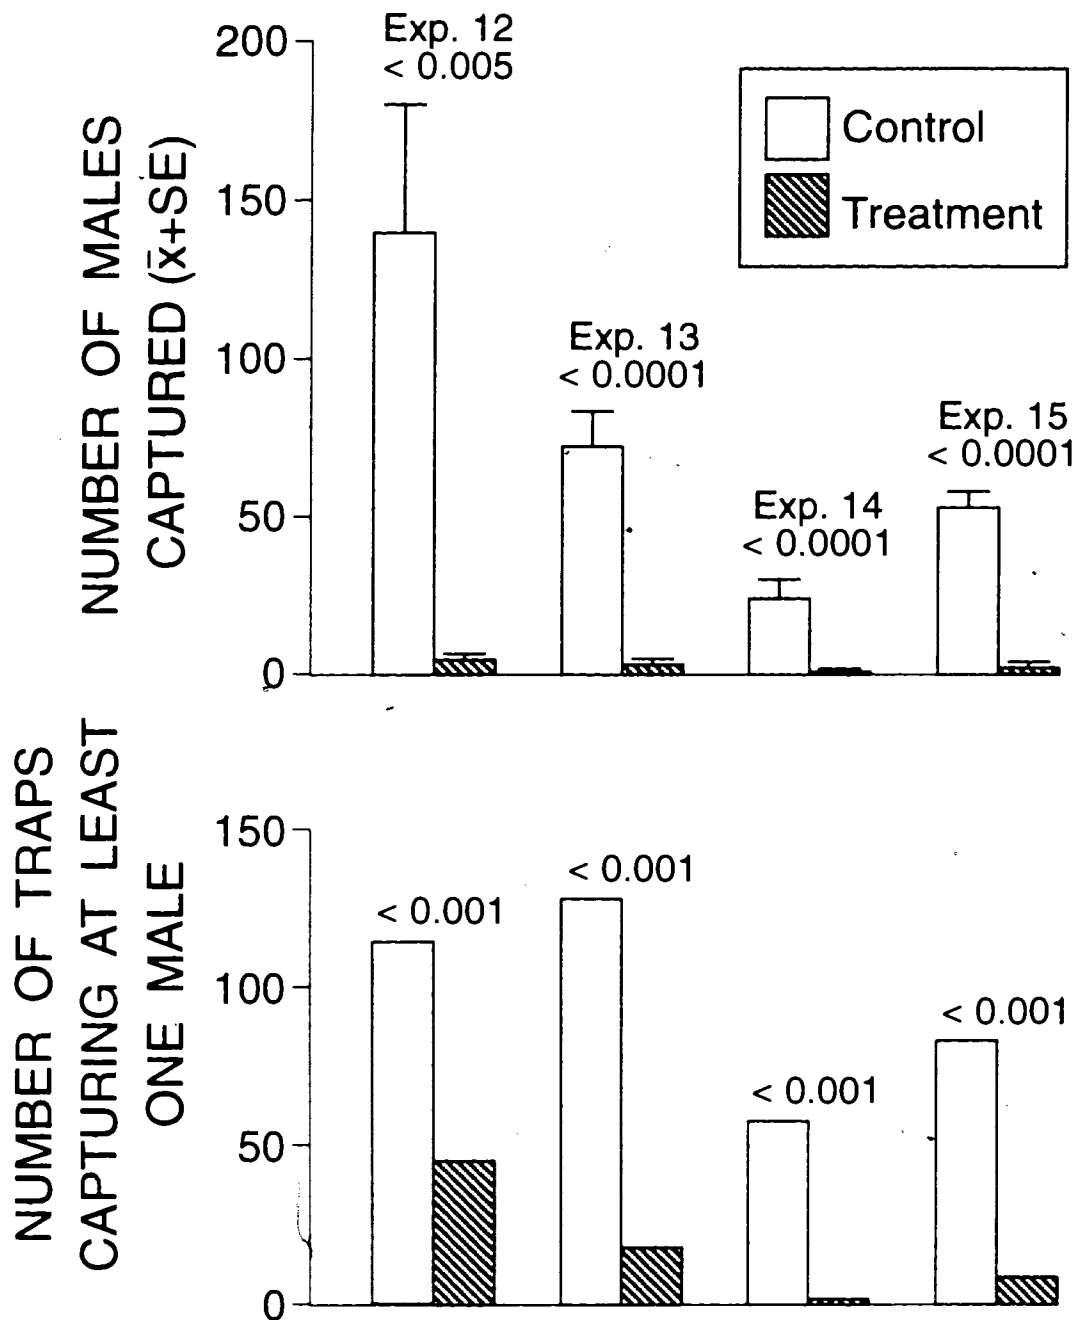 NUMBER OF MALES
CAPTURED (x̄+SE)
200
150
100
50
0
Exp. 12
< 0.005
Exp. 13
< 0.0001
Exp. 14
< 0.0001
Exp. 15
< 0.0001
Control
Treatment
NUMBER OF TRAPS
CAPTURING AT LEAST
ONE MALE
150
100
50
0
< 0.001
< 0.001
< 0.001
< 0.001